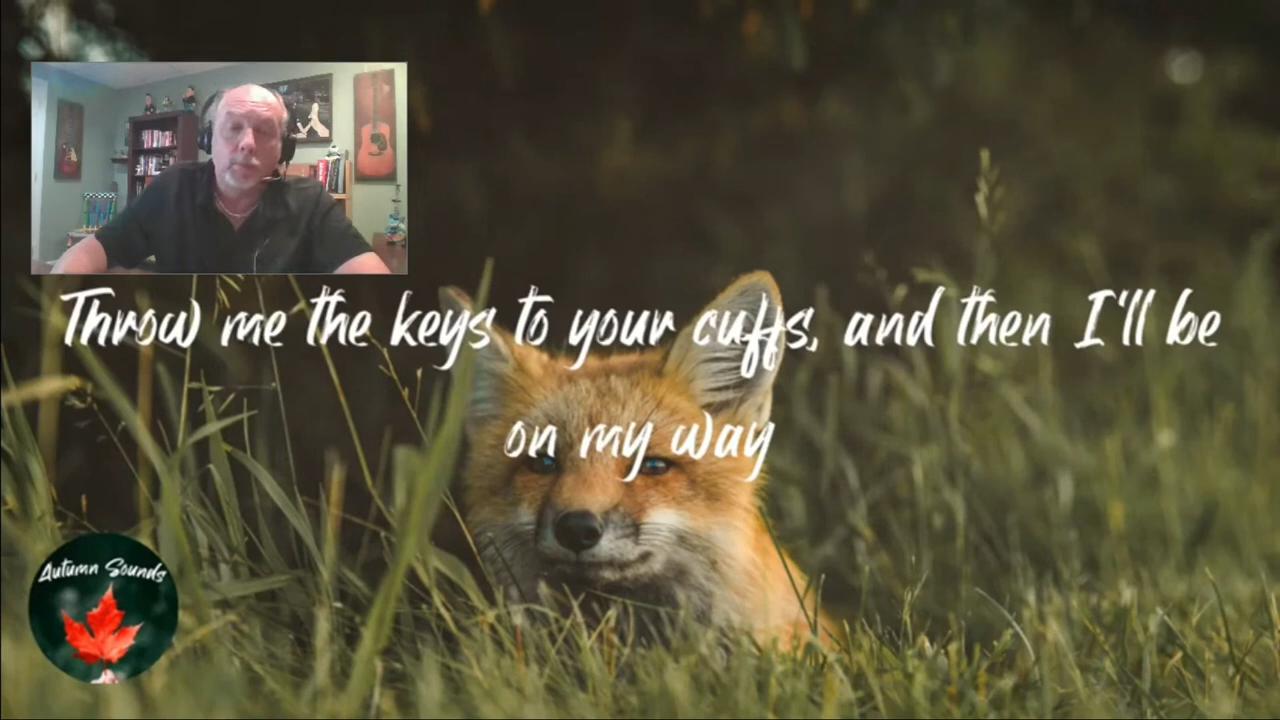 Throw me the keys to your cuffs, and then I'll be
on my way
Autumn Sounds